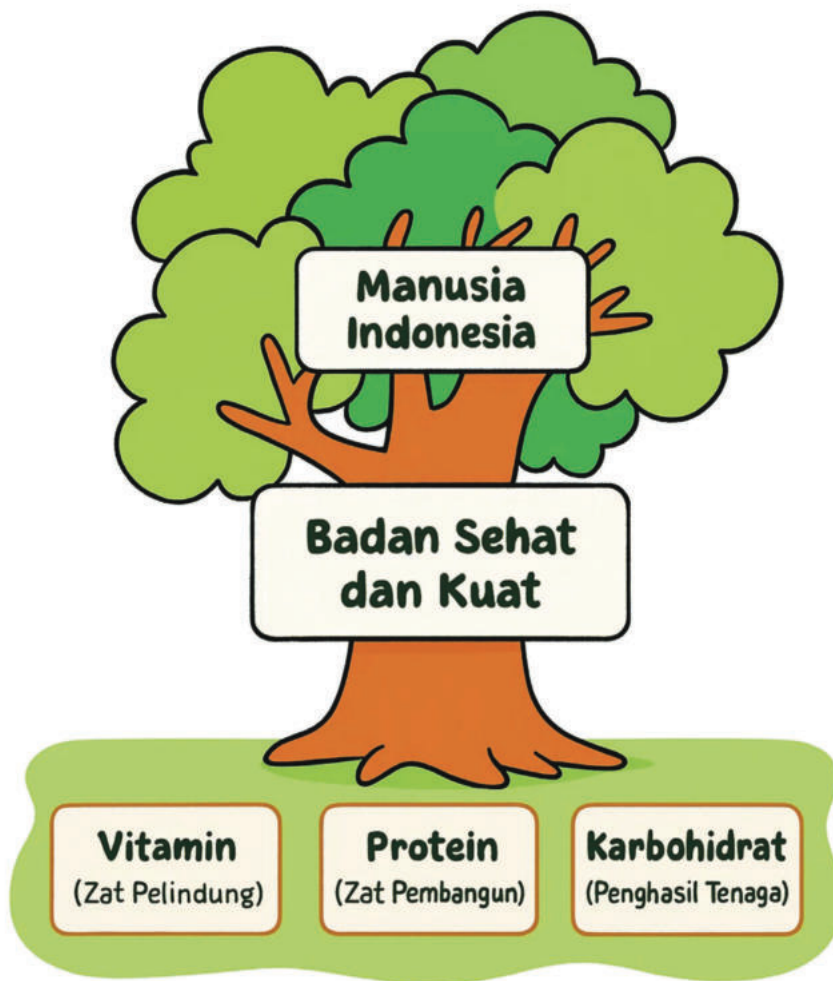 Manusia
Indonesia
Badan Sehat
dan Kuat
Vitamin
(Zat Pelindung)
Protein
(Zat Pembangun)
Karbohidrat
(Penghasil Tenaga)